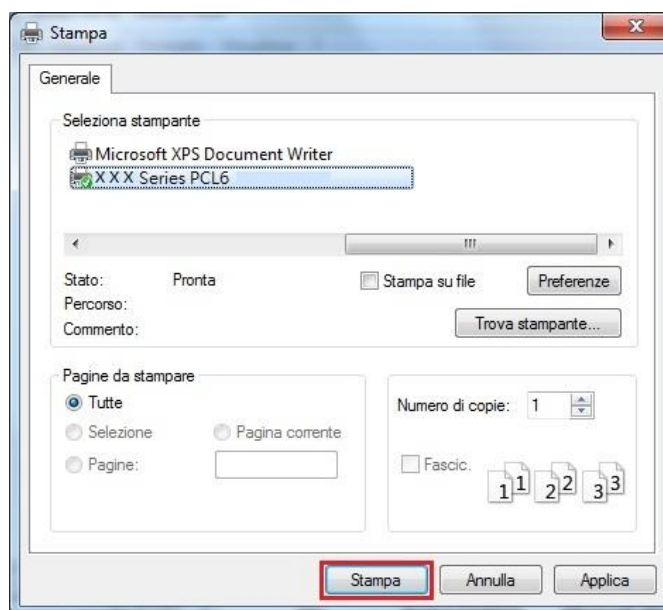 Stampa
Generale
Seleziona stampante
Microsoft XPS Document Writer
X X X Series PCL6
Stato: Pronta
Stampa su file
Preferenze
Percorso:
Commento:
Trova stampante...
Pagine da stampare
Tutte
Selezione
Pagina corrente
Pagine:
Numero di copie: 1
Fascic.
1 1 2 2 3 3
Stampa
Annulla
Applica